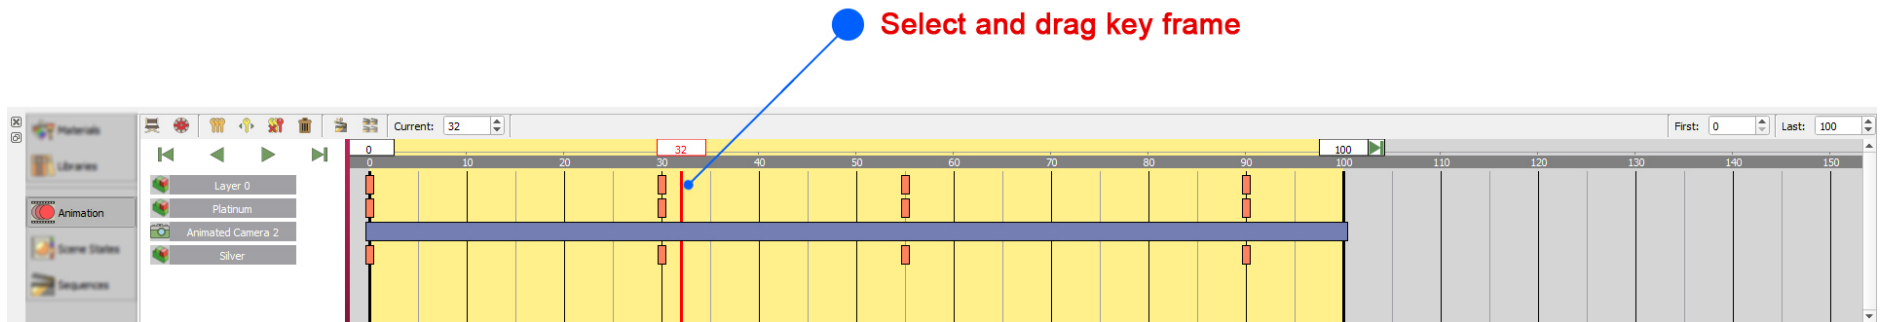 Select and drag key frame
Materials
Libraries
Animation
Scene States
Sequences
Current: 32
First: 0
Last: 100
0 32 100
0 10 20 30 40 50 60 70 80 90 100 110 120 130 140 150
Layer 0
Platinum
Animated Camera 2
Silver